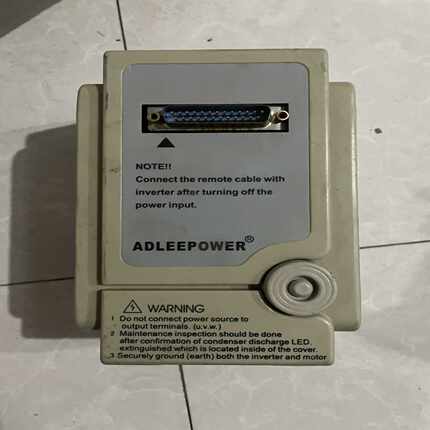 NOTE!!
Connect the remote cable with
inverter after turning off the
power input.
ADLEEPOWER®
WARNING
1 Do not connect power source to
output terminals. (u.v.w.)
2 Maintenance inspection should be done
after confirmation of condenser discharge LED,
extinguished which is located inside of the cover.
3 Securely ground (earth) both the inverter and motor